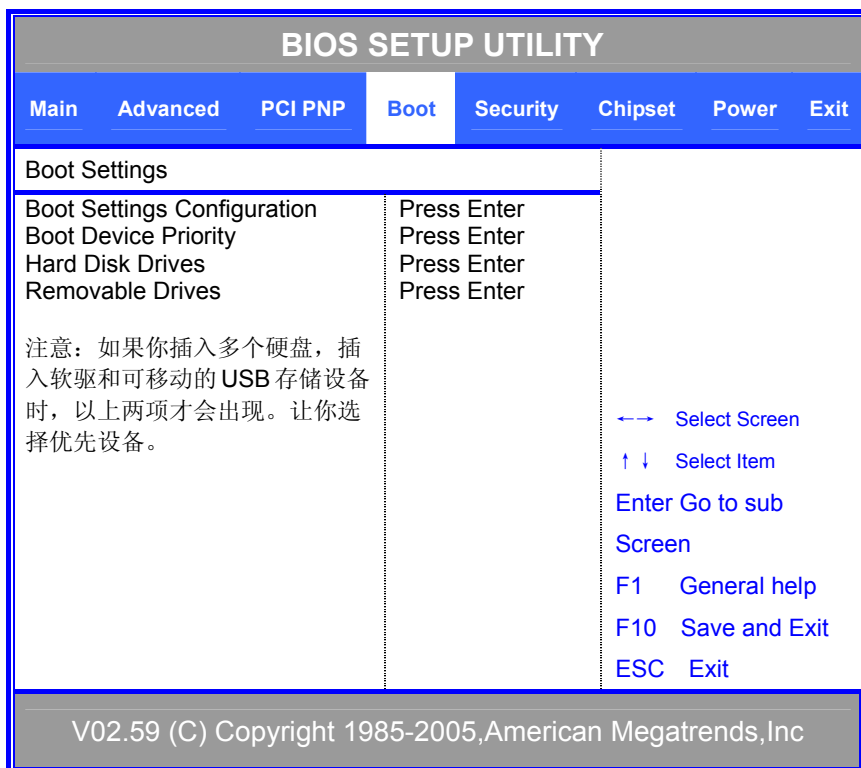 BIOS SETUP UTILITY
Main Advanced PCI PNP Boot Security Chipset Power Exit
Boot Settings
Boot Settings Configuration Press Enter
Boot Device Priority Press Enter
Hard Disk Drives Press Enter
Removable Drives Press Enter
注意：如果你插入多个硬盘，插
入软驱和可移动的 USB 存储设备
时，以上两项才会出现。让你选
择优先设备。
←→ Select Screen
↑↓ Select Item
Enter Go to sub
Screen
F1 General help
F10 Save and Exit
ESC Exit
V02.59 (C) Copyright 1985-2005,American Megatrends,Inc